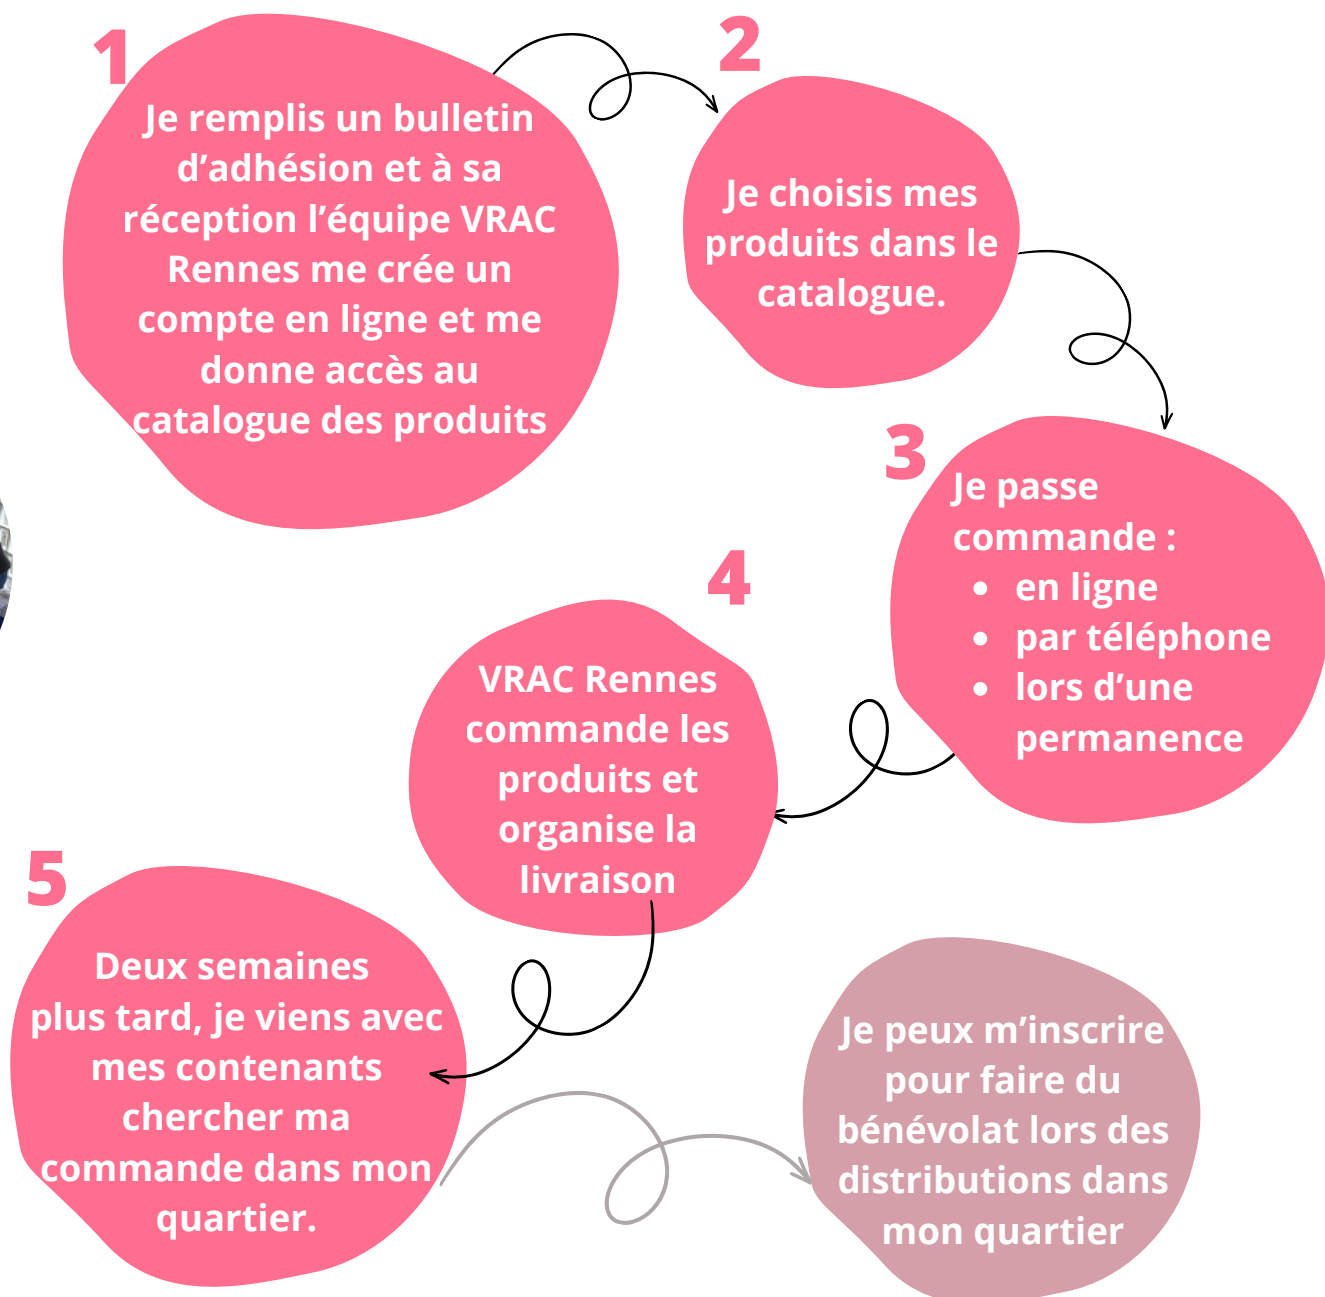 1
Je remplis un bulletin
d’adhésion et à sa
réception l’équipe VRAC
Rennes me crée un
compte en ligne et me
donne accès au
catalogue des produits
2
Je choisis mes
produits dans le
catalogue.
3
Je passe
commande :
• en ligne
• par téléphone
• lors d’une
permanence
4
VRAC Rennes
commande les
produits et
organise la
livraison
5
Deux semaines
plus tard, je viens avec
mes contenants
chercher ma
commande dans mon
quartier.
Je peux m’inscrire
pour faire du
bénévolat lors des
distributions dans
mon quartier